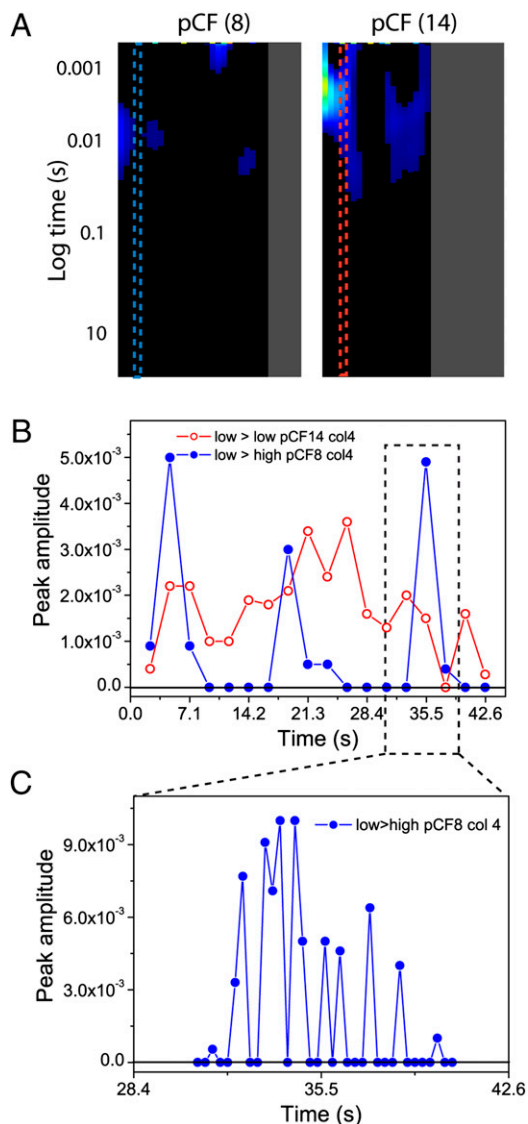 A
pCF (8)
pCF (14)
Log time (s)
0.001
0.01
0.1
10
B
low > low pCF14 col4
low > high pCF8 col4
Peak amplitude
5.0x10⁻³
4.0x10⁻³
3.0x10⁻³
2.0x10⁻³
1.0x10⁻³
0.0
0.0 7.1 14.2 21.3 28.4 35.5 42.6
Time (s)
C
low>high pCF8 col 4
Peak amplitude
9.0x10⁻³
6.0x10⁻³
3.0x10⁻³
0.0
28.4 35.5 42.6
Time (s)